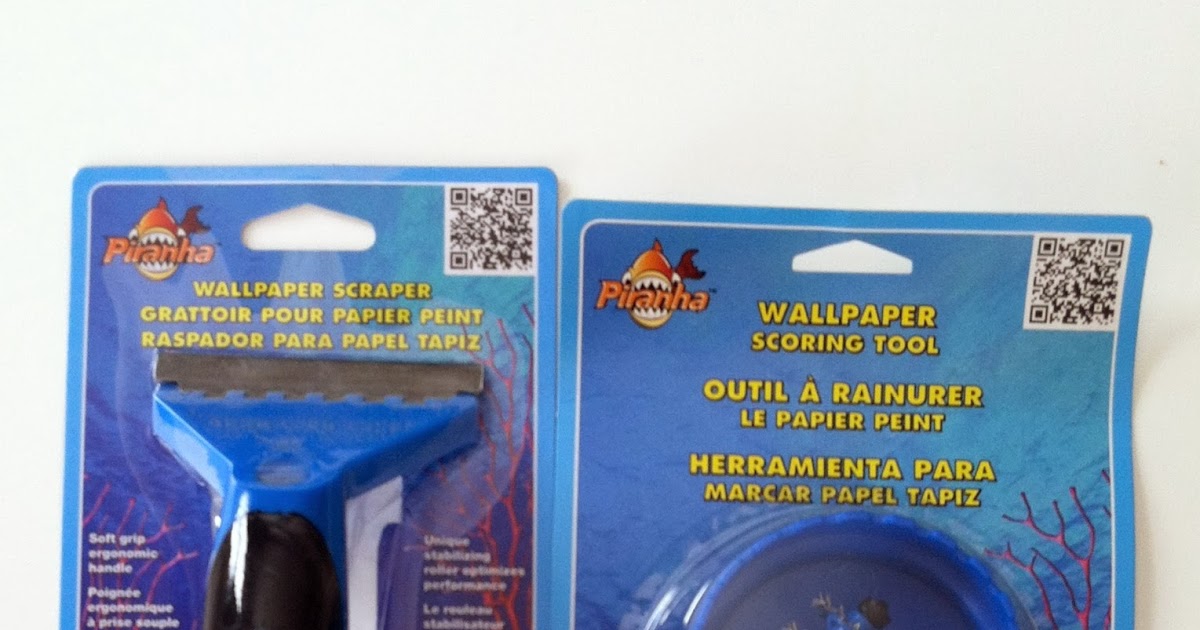 Piranha
WALLPAPER SCRAPER
GRATTOIR POUR PAPIER PEINT
RASPADOR PARA PAPEL TAPIZ
Soft grip
ergonomic
handle
Poignée
ergonomique
à prise souple
Unique
stabilizing
roller optimizes
performance
Le rouleau
stabilisateur
Piranha™
WALLPAPER
SCORING TOOL
OUTIL À RAINURER
LE PAPIER PEINT
HERRAMIENTA PARA
MARCAR PAPEL TAPIZ